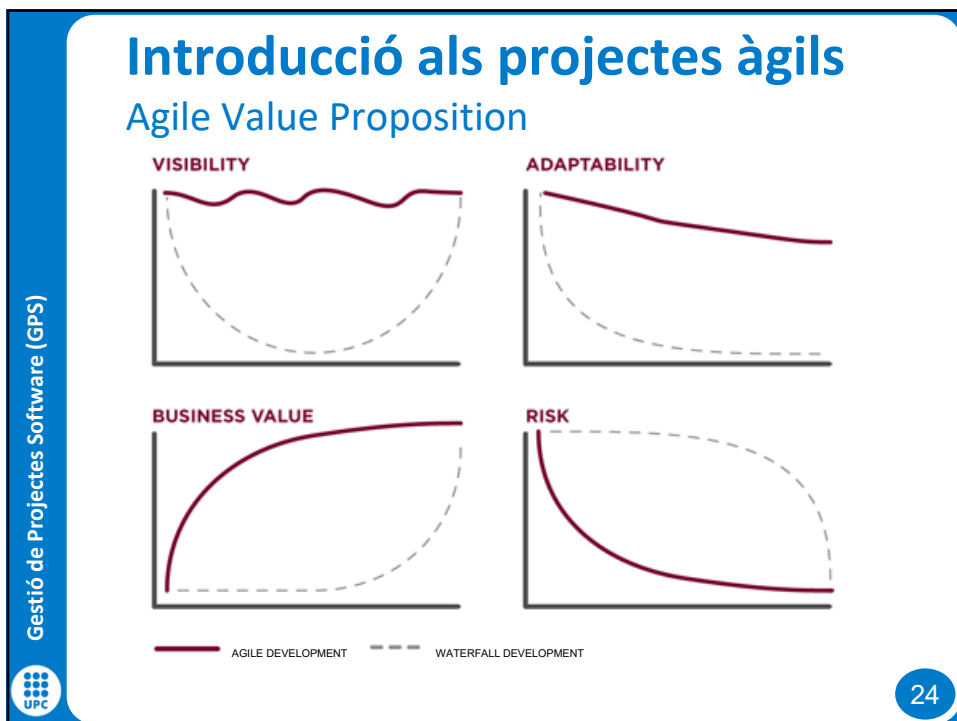 Introducció als projectes àgils
Agile Value Proposition
VISIBILITY
ADAPTABILITY
BUSINESS VALUE
RISK
AGILE DEVELOPMENT
WATERFALL DEVELOPMENT
Gestió de Projectes Software (GPS)
UPC
24